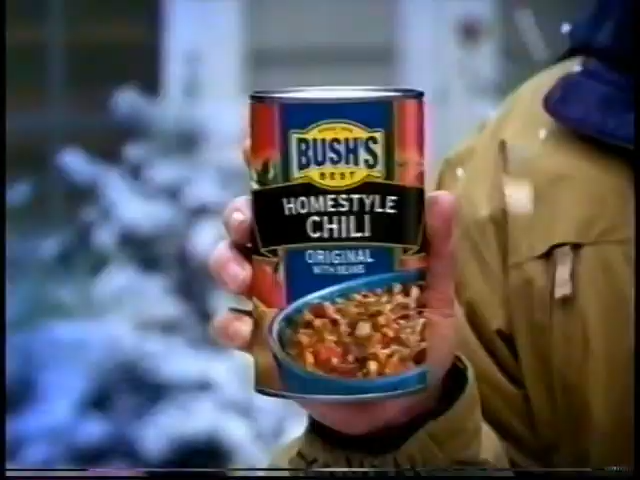 BUSH'S
BEST
HOMESTYLE
CHILI
ORIGINAL
WITH BEANS